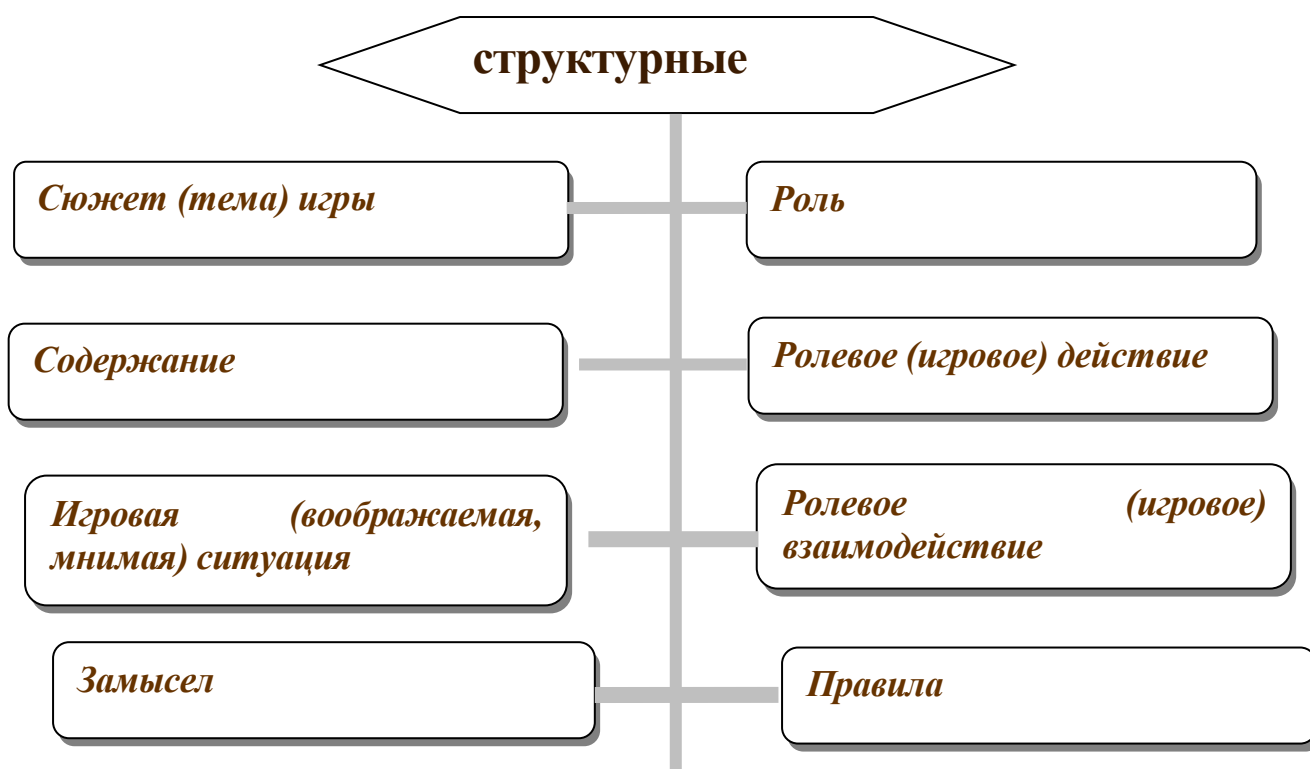 структурные
Сюжет (тема) игры
Роль
Содержание
Ролевое (игровое) действие
Игровая (воображаемая,
мнимая) ситуация
Ролевое (игровое)
взаимодействие
Замысел
Правила